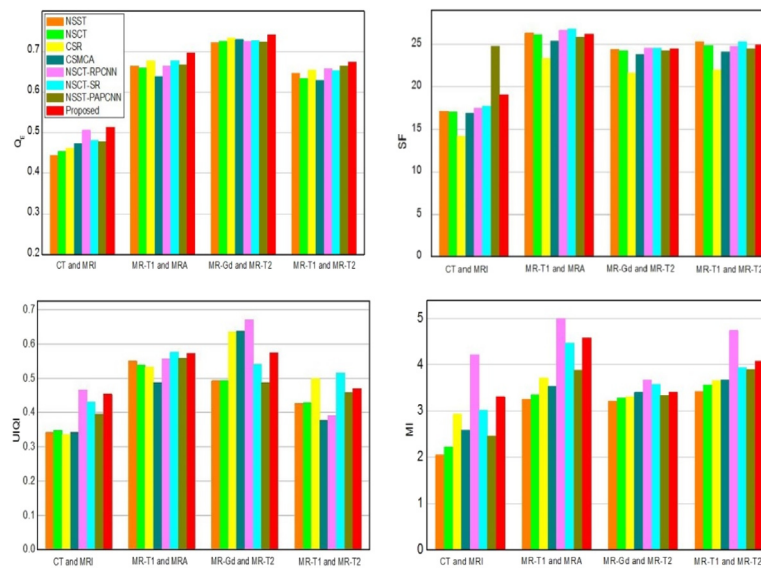 NSST
NSCT
CSR
CSMCA
NSCT-RPCNN
NSCT-SR
NSST-PAPCNN
Proposed
0.7
0.6
0.5
0.4
0.3
0.2
QE
CT and MRI
MR-T1 and MRA
MR-Gd and MR-T2
MR-T1 and MR-T2
25
20
15
10
5
0
SF
CT and MRI
MR-T1 and MRA
MR-Gd and MR-T2
MR-T1 and MR-T2
0.7
0.6
0.5
0.4
0.3
0.2
0.1
0.0
UIQI
CT and MRI
MR-T1 and MRA
MR-Gd and MR-T2
MR-T1 and MR-T2
5
4
3
2
1
0
MI
CT and MRI
MR-T1 and MRA
MR-Gd and MR-T2
MR-T1 and MR-T2